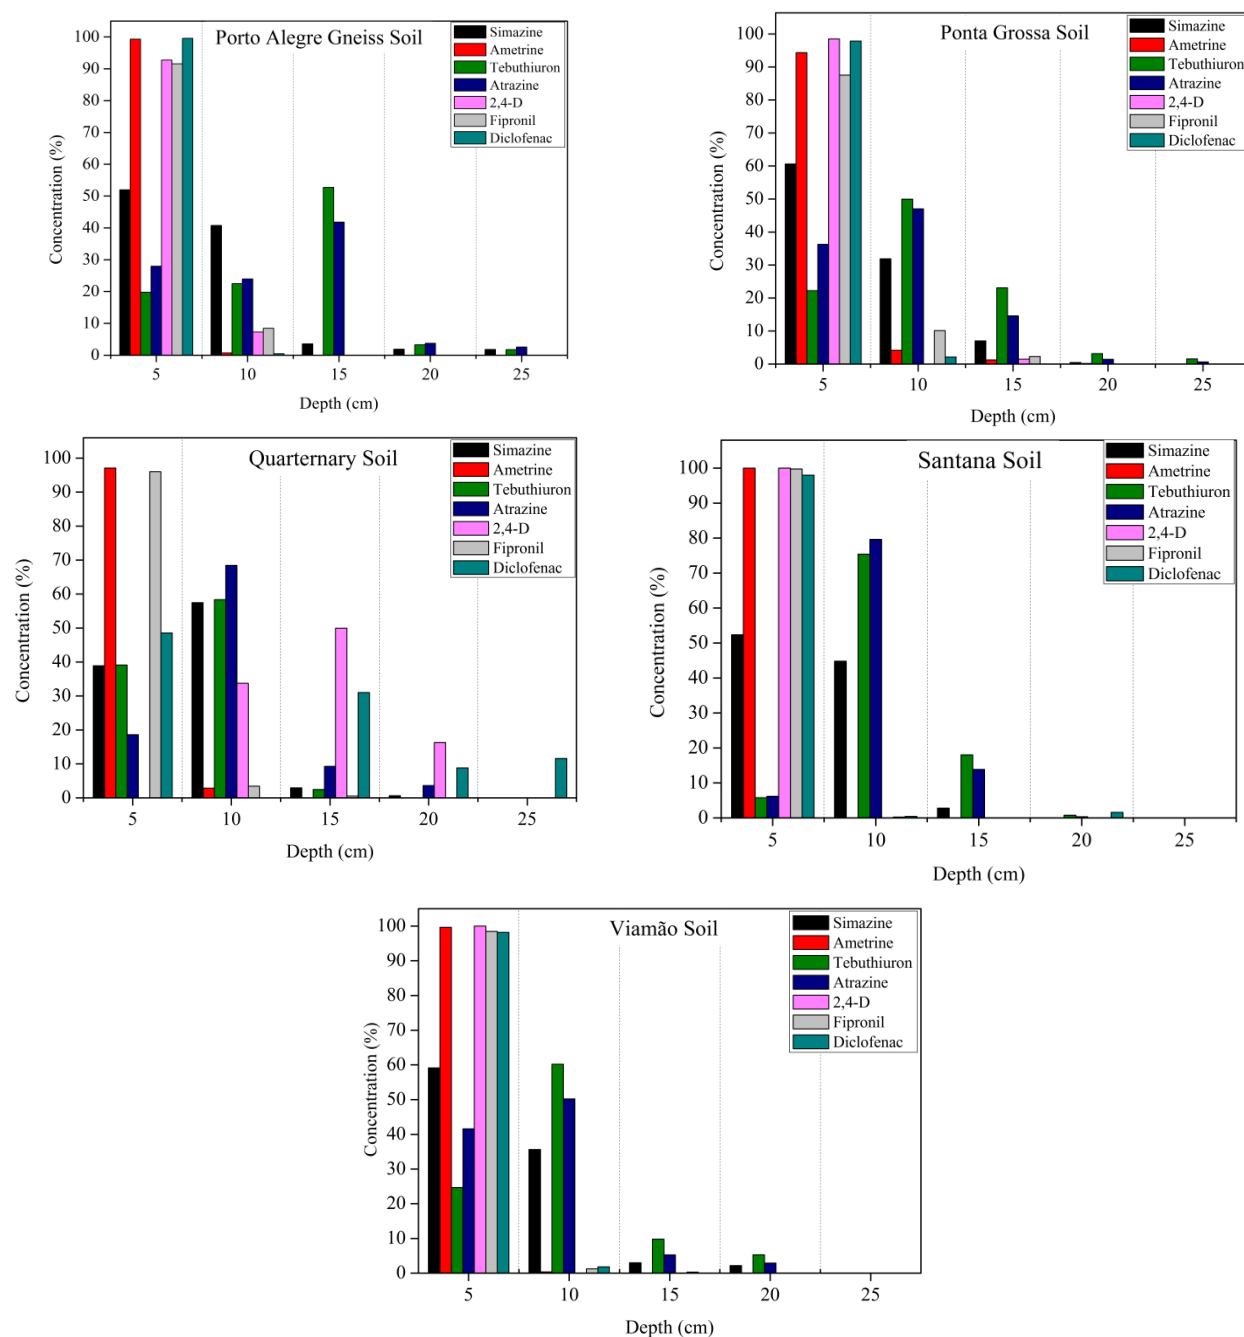 Porto Alegre Gneiss Soil
Simazine
Ametrine
Tebuthiuron
Atrazine
2,4-D
Fipronil
Diclofenac
Concentration (%)
100
90
80
70
60
50
40
30
20
10
0
5 10 15 20 25
Depth (cm)
Ponta Grossa Soil
Simazine
Ametrine
Tebuthiuron
Atrazine
2,4-D
Fipronil
Diclofenac
Concentration (%)
100
90
80
70
60
50
40
30
20
10
0
5 10 15 20 25
Depth (cm)
Quarternary Soil
Simazine
Ametrine
Tebuthiuron
Atrazine
2,4-D
Fipronil
Diclofenac
Concentration (%)
100
90
80
70
60
50
40
30
20
10
0
5 10 15 20 25
Depth (cm)
Santana Soil
Simazine
Ametrine
Tebuthiuron
Atrazine
2,4-D
Fipronil
Diclofenac
Concentration (%)
100
90
80
70
60
50
40
30
20
10
0
5 10 15 20 25
Depth (cm)
Viamão Soil
Simazine
Ametrine
Tebuthiuron
Atrazine
2,4-D
Fipronil
Diclofenac
Concentration (%)
100
90
80
70
60
50
40
30
20
10
0
5 10 15 20 25
Depth (cm)